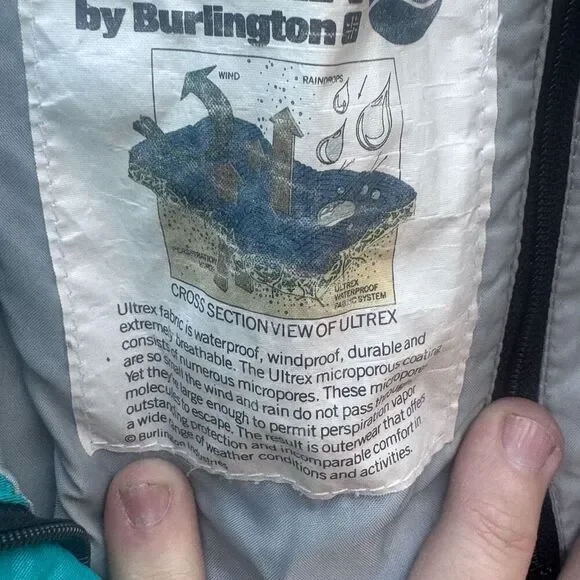 by Burlington
WIND
RAINDROPS
ULTREX
WATERPROOF
FABRIC SYSTEM
CROSS SECTION VIEW OF ULTREX
Ultrex fabric is waterproof, windproof, durable and
extremely breathable. The Ultrex microporous coating
consists of numerous micropores. These micropores
are so small the wind and rain do not pass through.
Yet they're large enough to permit perspiration vapor
molecules to escape. The result is outerwear that offers
outstanding protection and incomparable comfort in
a wide range of weather conditions and activities.
© Burlington Industries